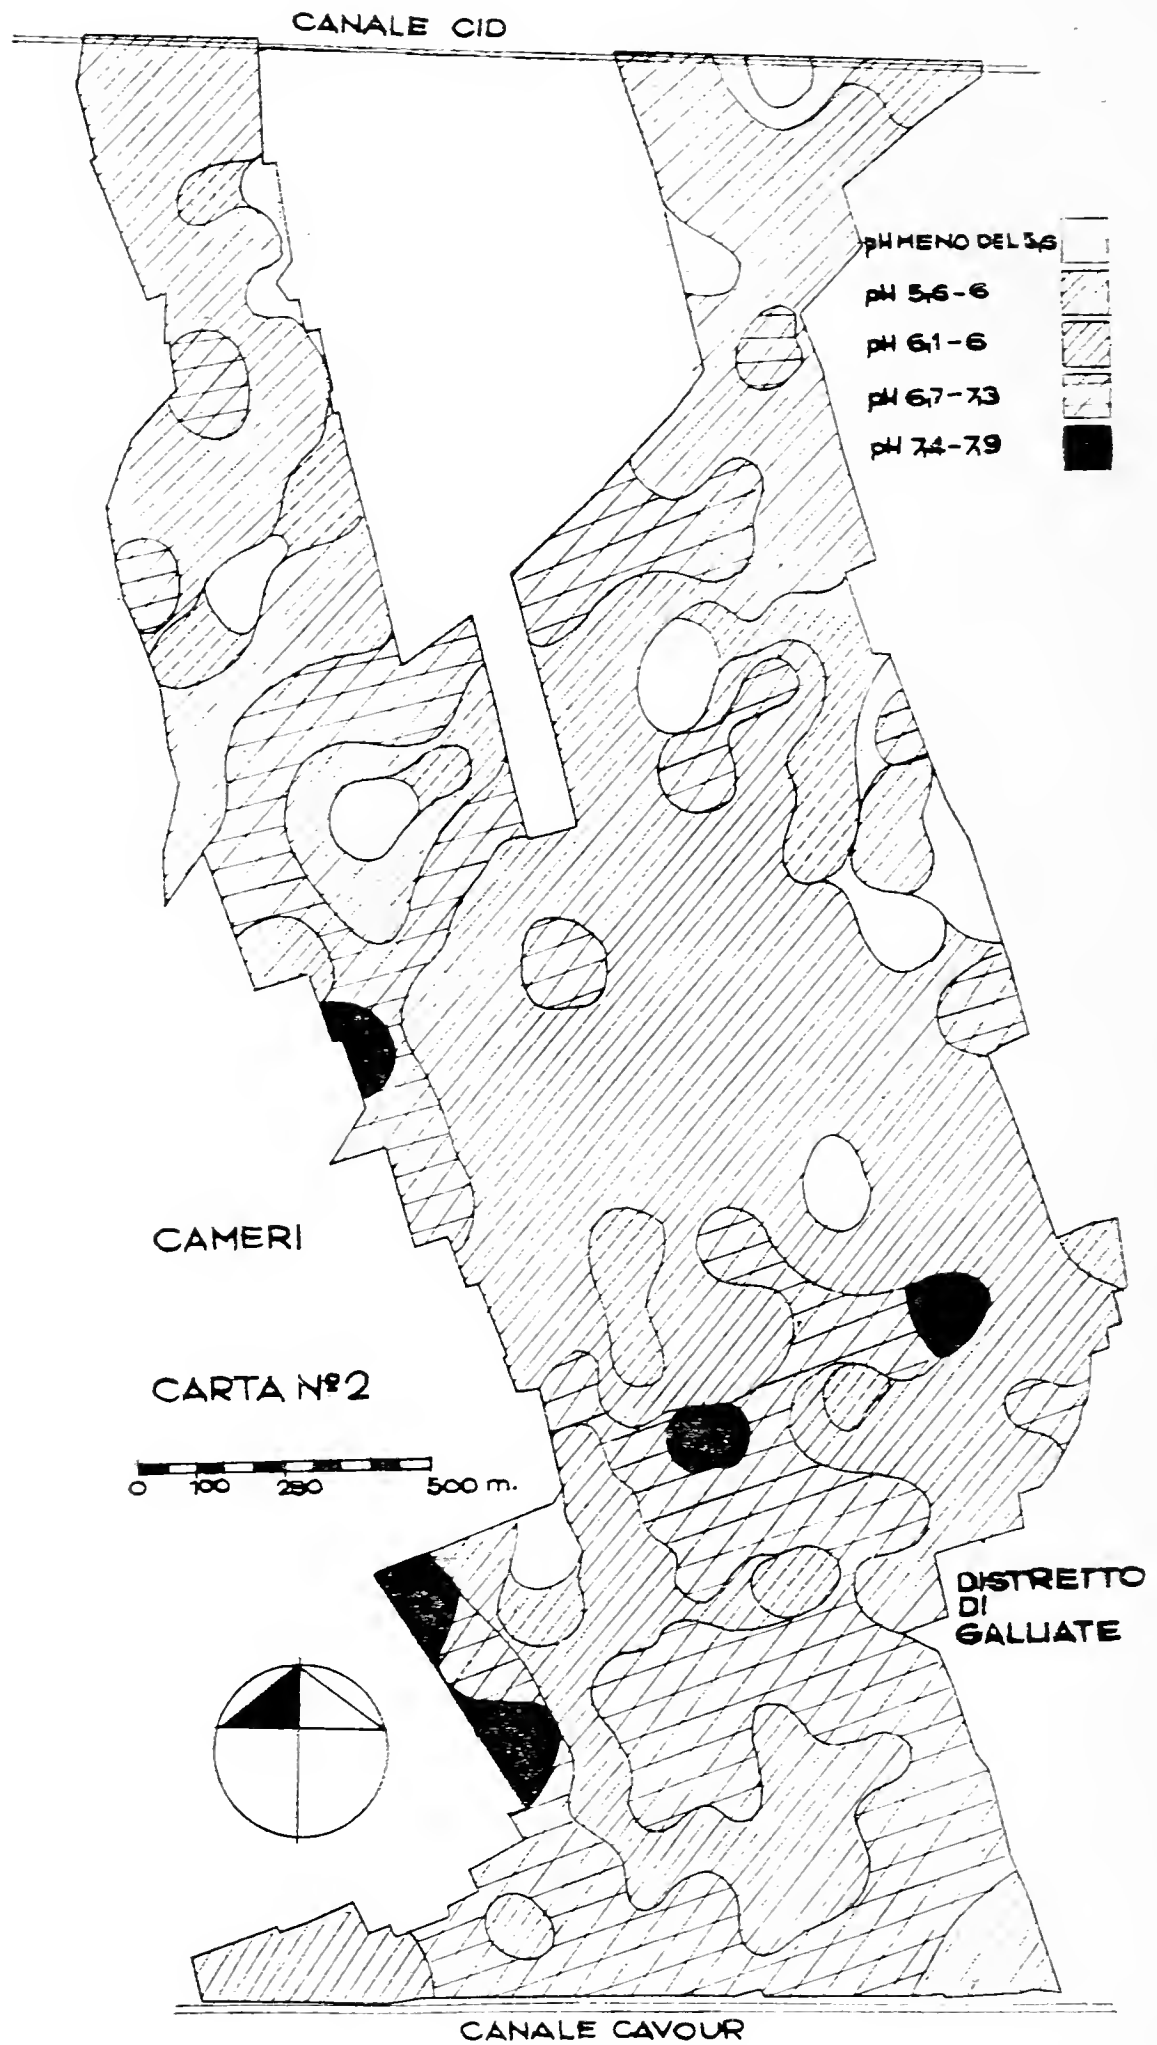 CANALE CID
pH MENO DEL 5,6
pH 5,6-6
pH 6,1-6
pH 6,7-7,3
pH 7,4-7,9
CAMERI
CARTA Nº 2
0 100 250 500 m.
DISTRETTO
DI
GALLIATE
CANALE CAVOUR